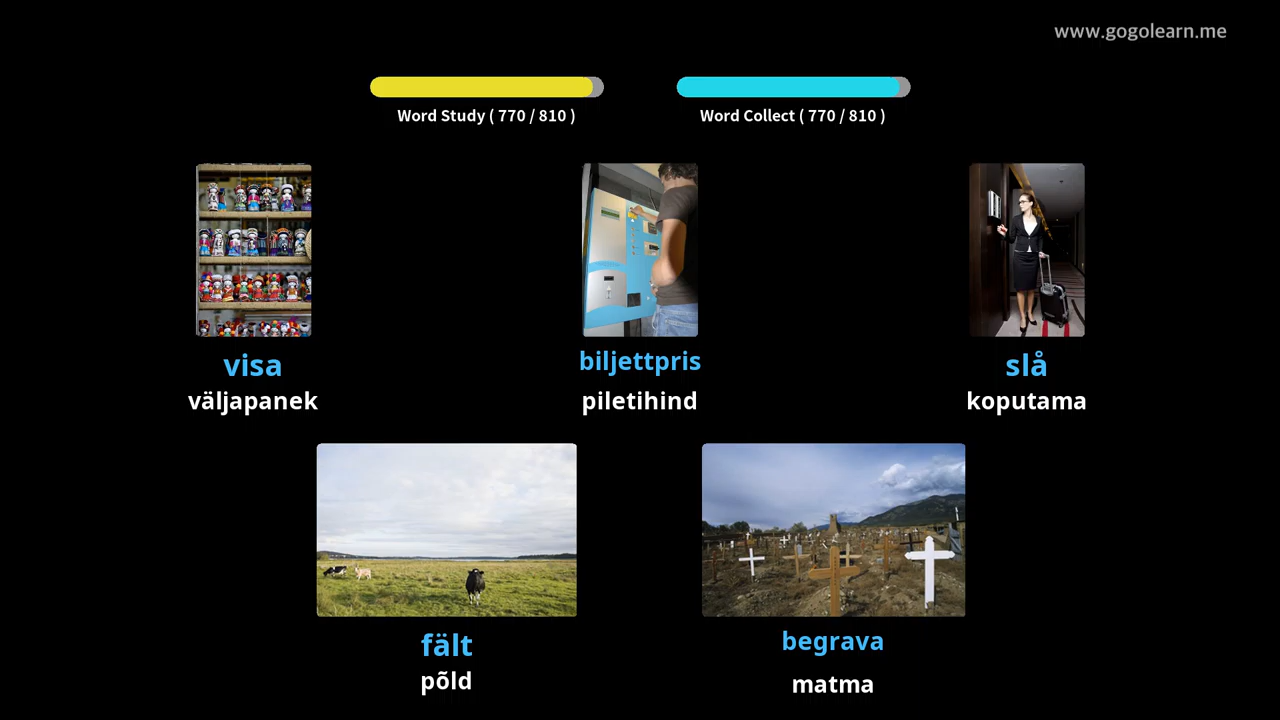 www.gogolearn.me
Word Study ( 770 / 810 )
Word Collect ( 770 / 810 )
visa
väljapanek
biljettpris
piletihind
slå
koputama
fält
põld
begrava
matma